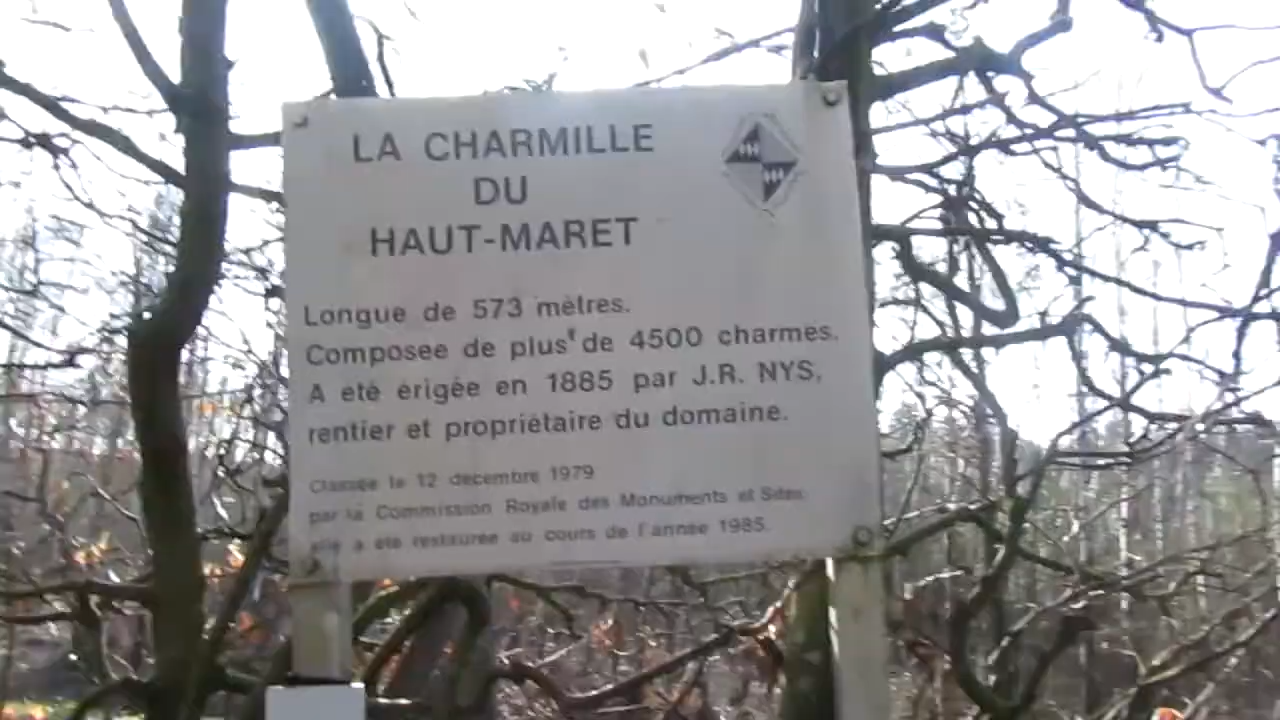 LA CHARMILLE
DU
HAUT-MARET
Longue de 573 mètres.
Composée de plus de 4500 charmes.
A été érigée en 1885 par J.R. NYS,
rentier et propriétaire du domaine.
Classée le 12 décembre 1979
par la Commission Royale des Monuments et Sites
elle a été restaurée au cours de l'année 1985.